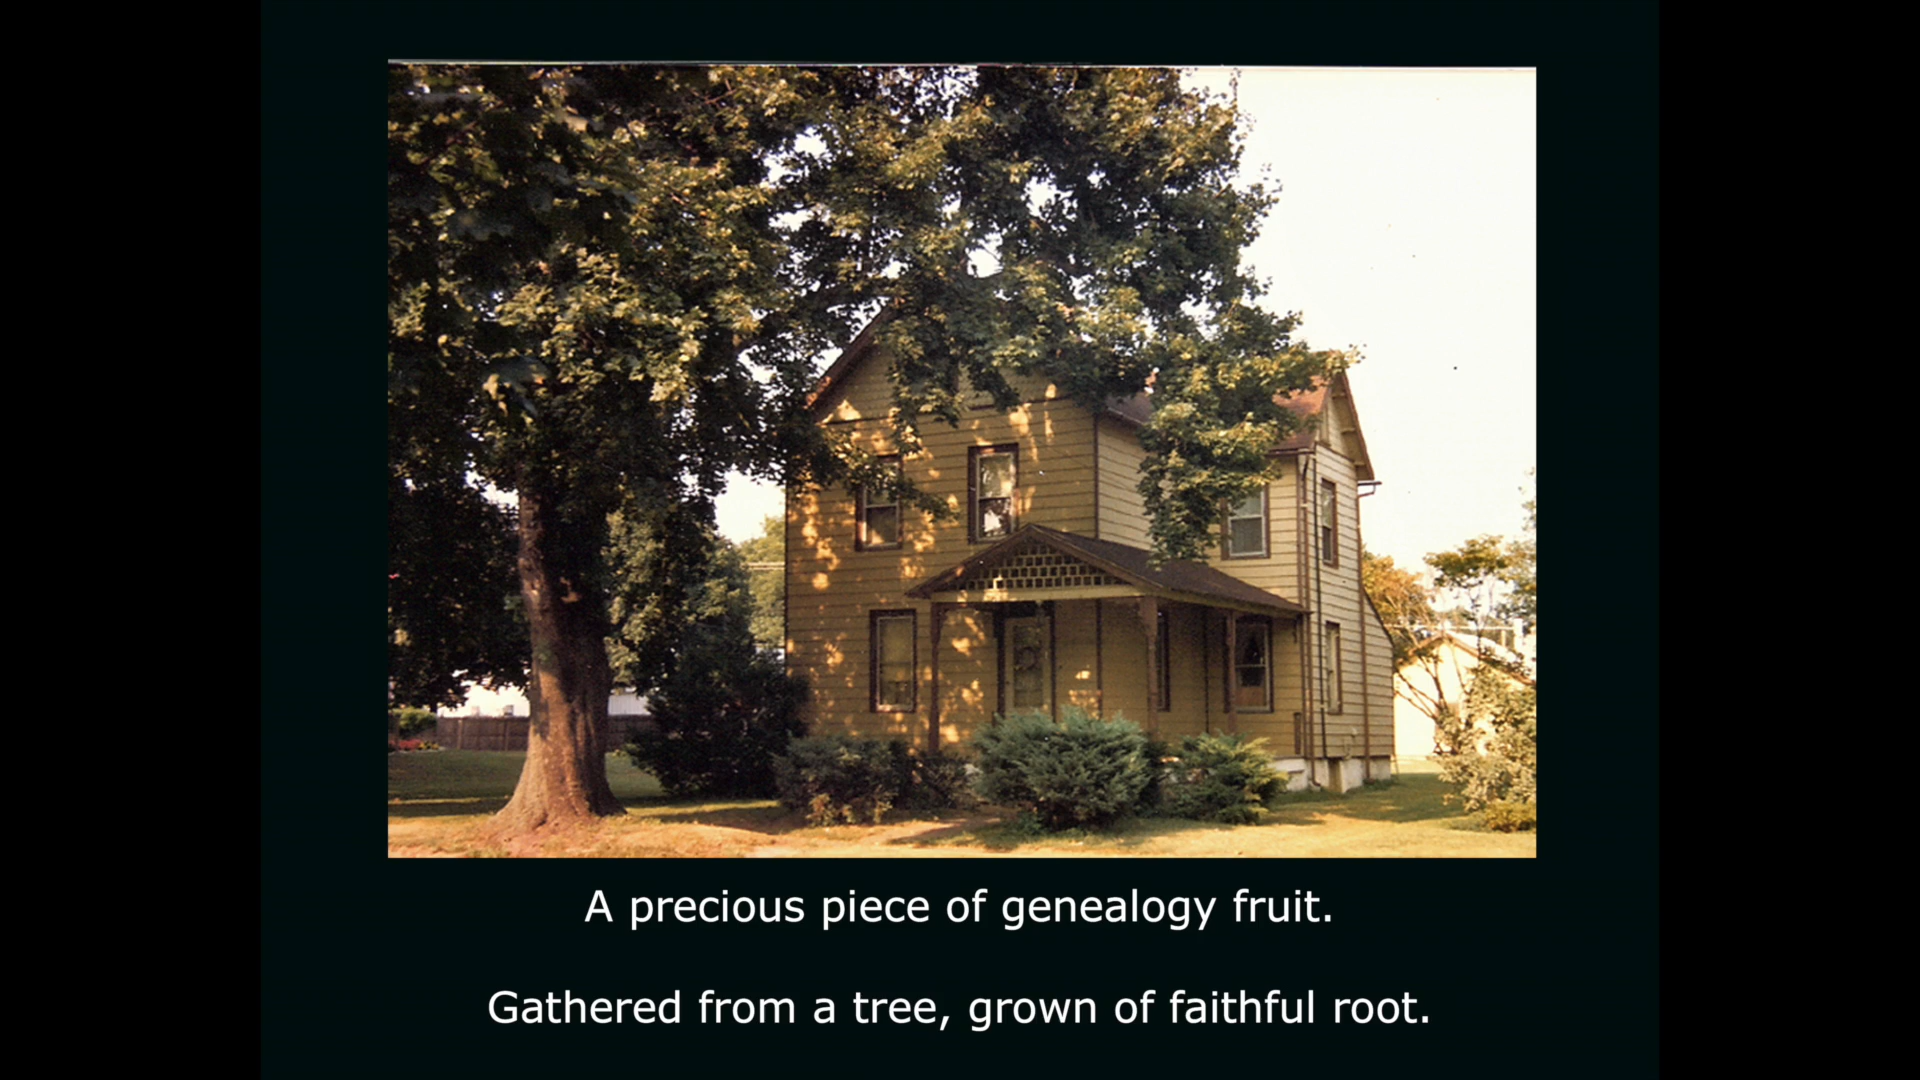 A precious piece of genealogy fruit.
Gathered from a tree, grown of faithful root.